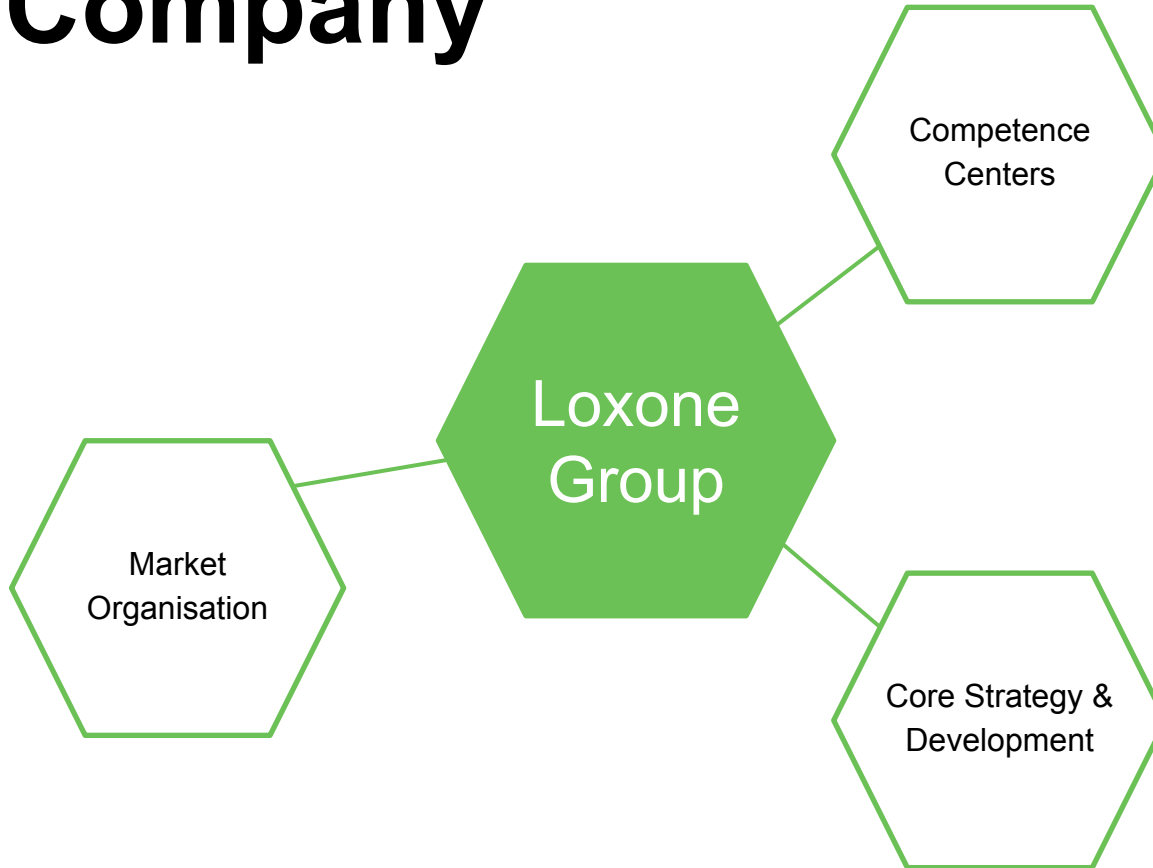 Company
Competence
Centers
Loxone
Group
Market
Organisation
Core Strategy &
Development